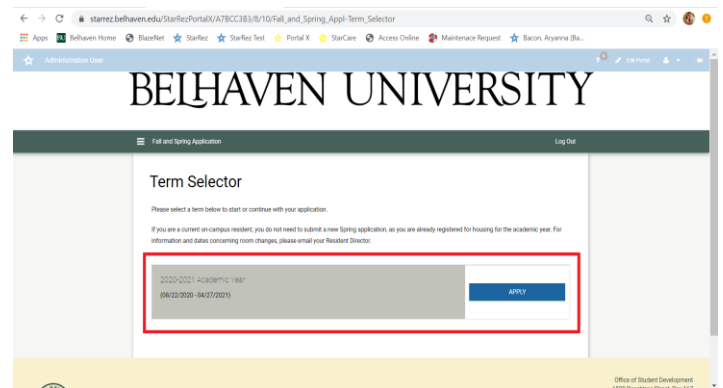 starrez.belhaven.edu/StarRezPortalX/A7BCC3B3/8/10/Fall_and_Spring_Appl-Term_Selector
Apps BU Belhaven Home BlazeNet StarRez StarRez Test Portal X StarCare Access Online Maintenace Request Bacon, Aryanna (Ba...
Administration User ? 0 Edit Portal
BELHAVEN UNIVERSITY
Fall and Spring Application Log Out
Term Selector
Please select a term below to start or continue with your application.
If you are a current on-campus resident, you do not need to submit a new Spring application, as you are already registered for housing for the academic year. For
information and dates concerning room changes, please email your Resident Director.
2020-2021 Academic Year
(08/22/2020 - 04/27/2021)
APPLY
Office of Student Development